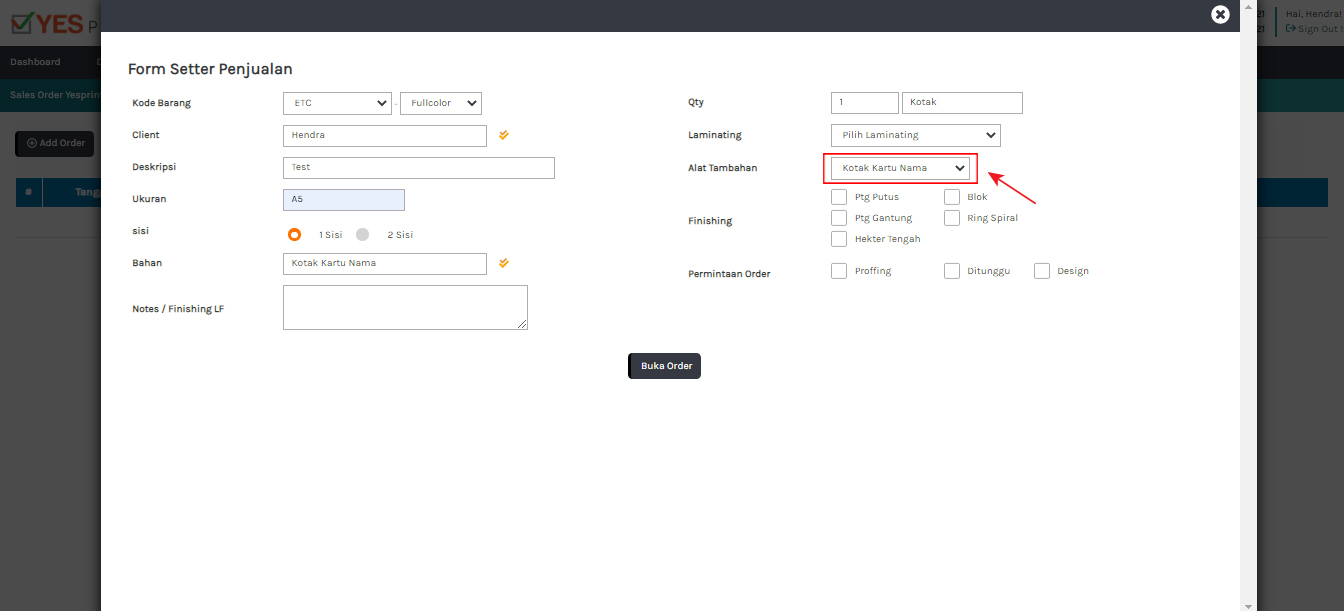 YES P
21
21
Hai, Hendra!
Sign Out !
Dashboard
Sales Order Yesprin
Add Order
#
Tangg
Form Setter Penjualan
Kode Barang
ETC
-
Fullcolor
Client
Hendra
Deskripsi
Test
Ukuran
A5
sisi
1 Sisi
2 Sisi
Bahan
Kotak Kartu Nama
Notes / Finishing LF
Qty
1
Kotak
Laminating
Pilih Laminating
Alat Tambahan
Kotak Kartu Nama
Finishing
Ptg Putus
Blok
Ptg Gantung
Ring Spiral
Hekter Tengah
Permintaan Order
Proffing
Ditunggu
Design
Buka Order